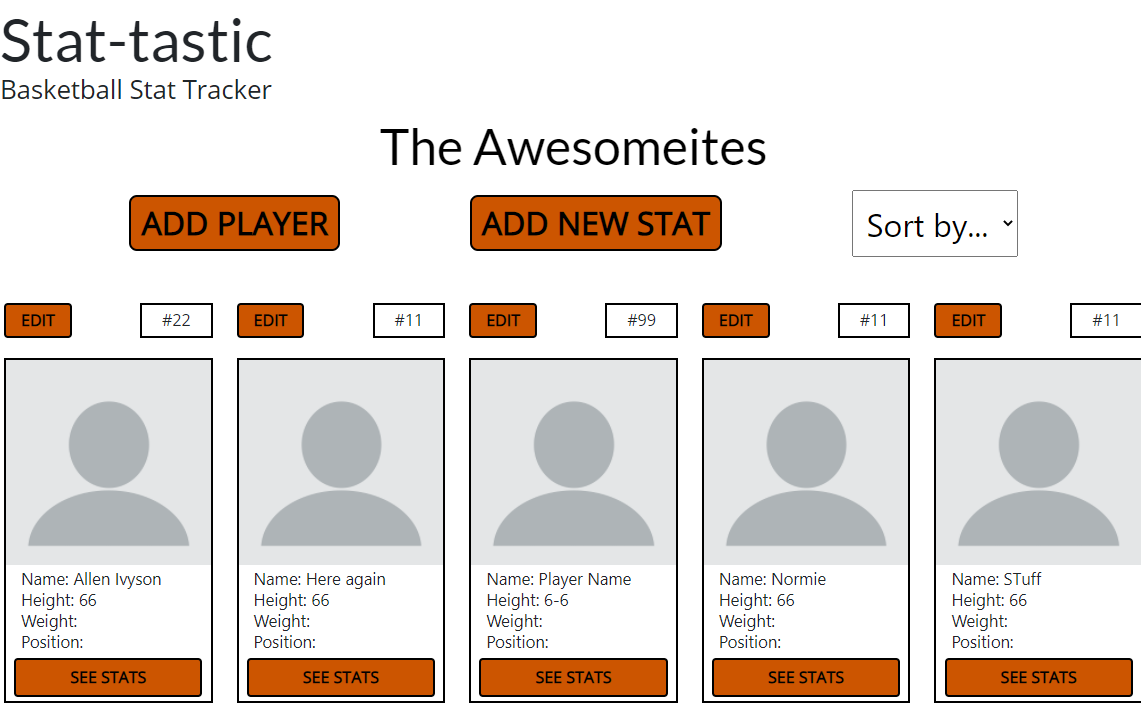 Stat-tastic
Basketball Stat Tracker
The Awesomeites
ADD PLAYER
ADD NEW STAT
Sort by...
EDIT
#22
EDIT
#11
EDIT
#99
EDIT
#11
EDIT
#11
Name: Allen Ivyson
Height: 66
Weight:
Position:
SEE STATS
Name: Here again
Height: 66
Weight:
Position:
SEE STATS
Name: Player Name
Height: 6-6
Weight:
Position:
SEE STATS
Name: Normie
Height: 66
Weight:
Position:
SEE STATS
Name: STuff
Height: 66
Weight:
Position:
SEE STATS